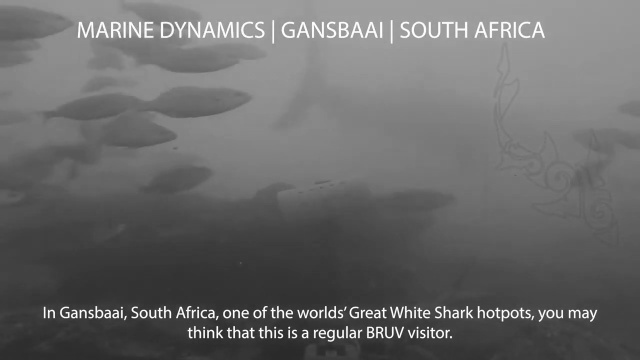 MARINE DYNAMICS | GANSBAAI | SOUTH AFRICA
In Gansbaai, South Africa, one of the worlds' Great White Shark hotpots, you may
think that this is a regular BRUV visitor.